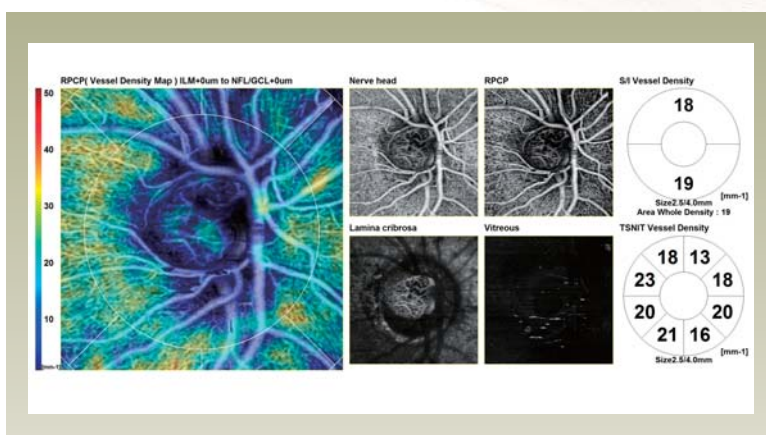 RPCP( Vessel Density Map ) ILM+0um to NFL/GCL+0um
50
40
30
20
10
[mm-1]
Nerve head
RPCP
Lamina cribrosa
Vitreous
S/I Vessel Density
18
19
[mm-1]
Size2.5/4.0mm
Area Whole Density : 19
TSNIT Vessel Density
18 13
23 18
20 20
21 16
[mm-1]
Size2.5/4.0mm